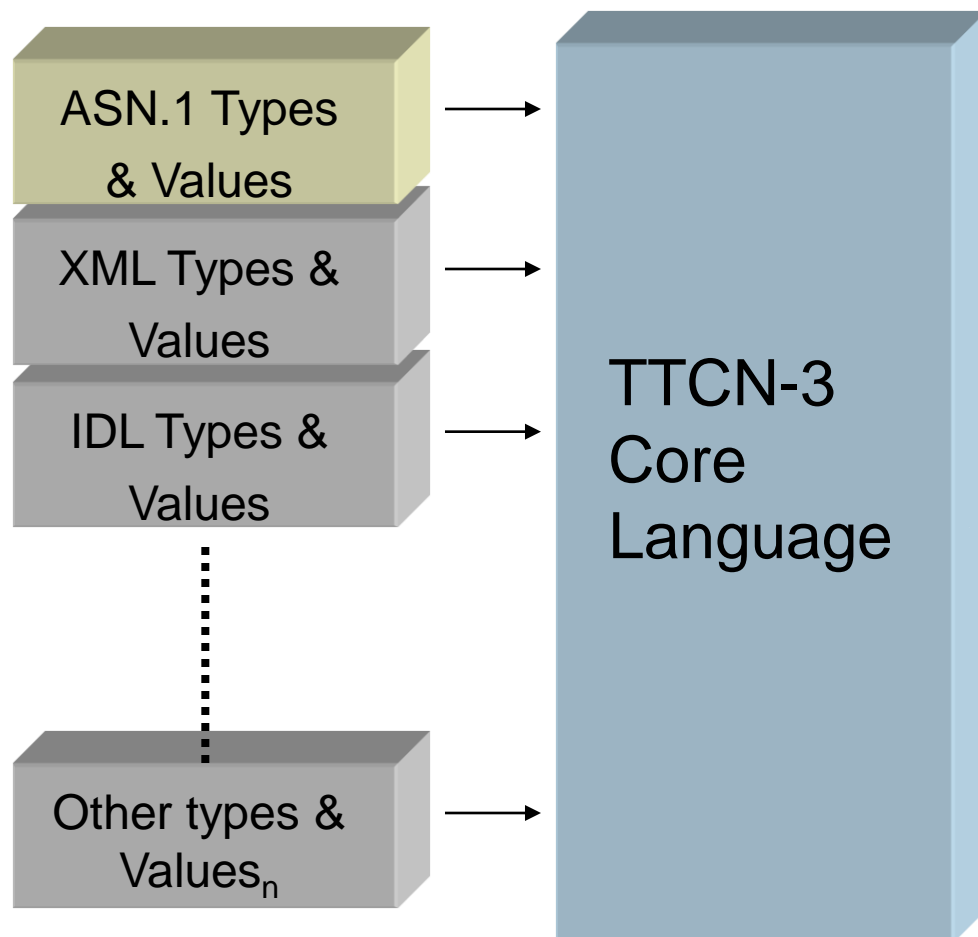 ASN.1 Types
& Values
XML Types &
Values
IDL Types &
Values
TTCN-3
Core
Language
Other types &
Valuesn